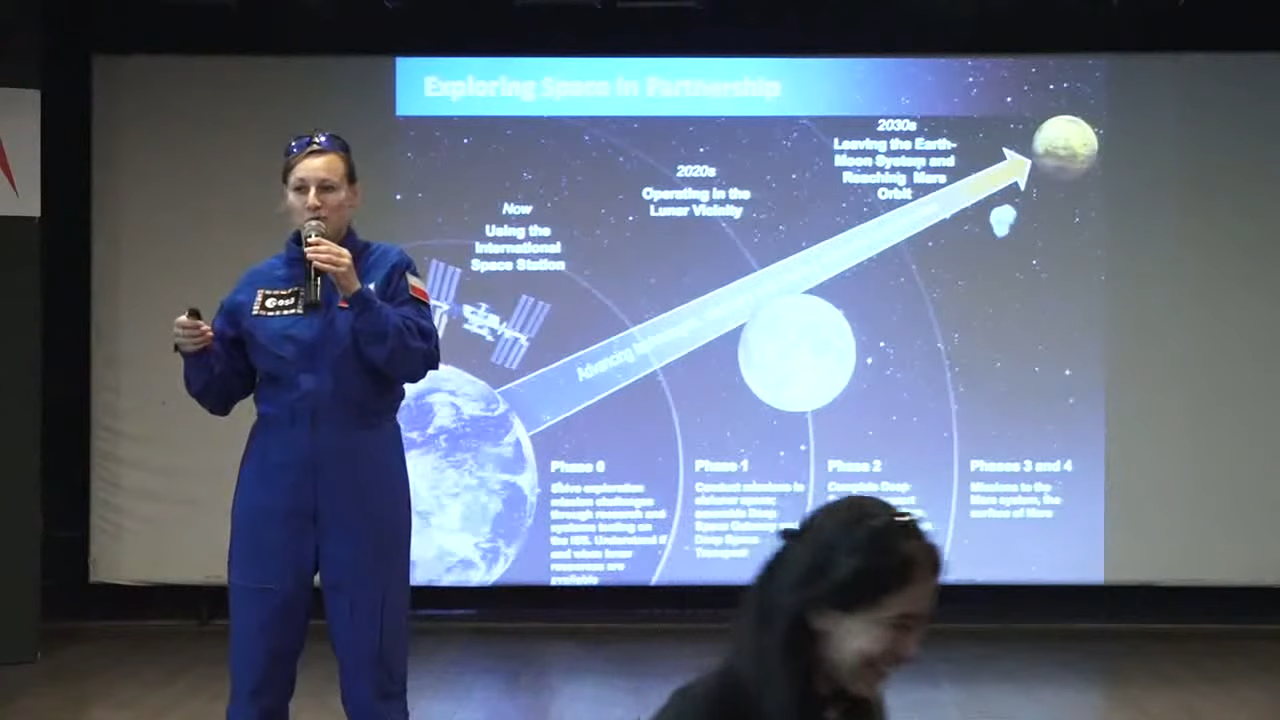 Exploring Space in Partnership
2030s
Leaving the Earth-
Moon System and
Reaching Mars
Orbit
2020s
Operating in the
Lunar Vicinity
Now
Using the
International
Space Station
esa
Advancing
Phase 0
Solve exploration
mission challenges
through research and
systems testing on
the ISS. Understand if
and when lunar
resources are
available
Phase 1
Conduct missions in
cislunar space;
assemble Deep
Space Gateway and
Deep Space
Transport
Phase 2
Complete Deep
Phases 3 and 4
Missions to the
Mars system, the
surface of Mars